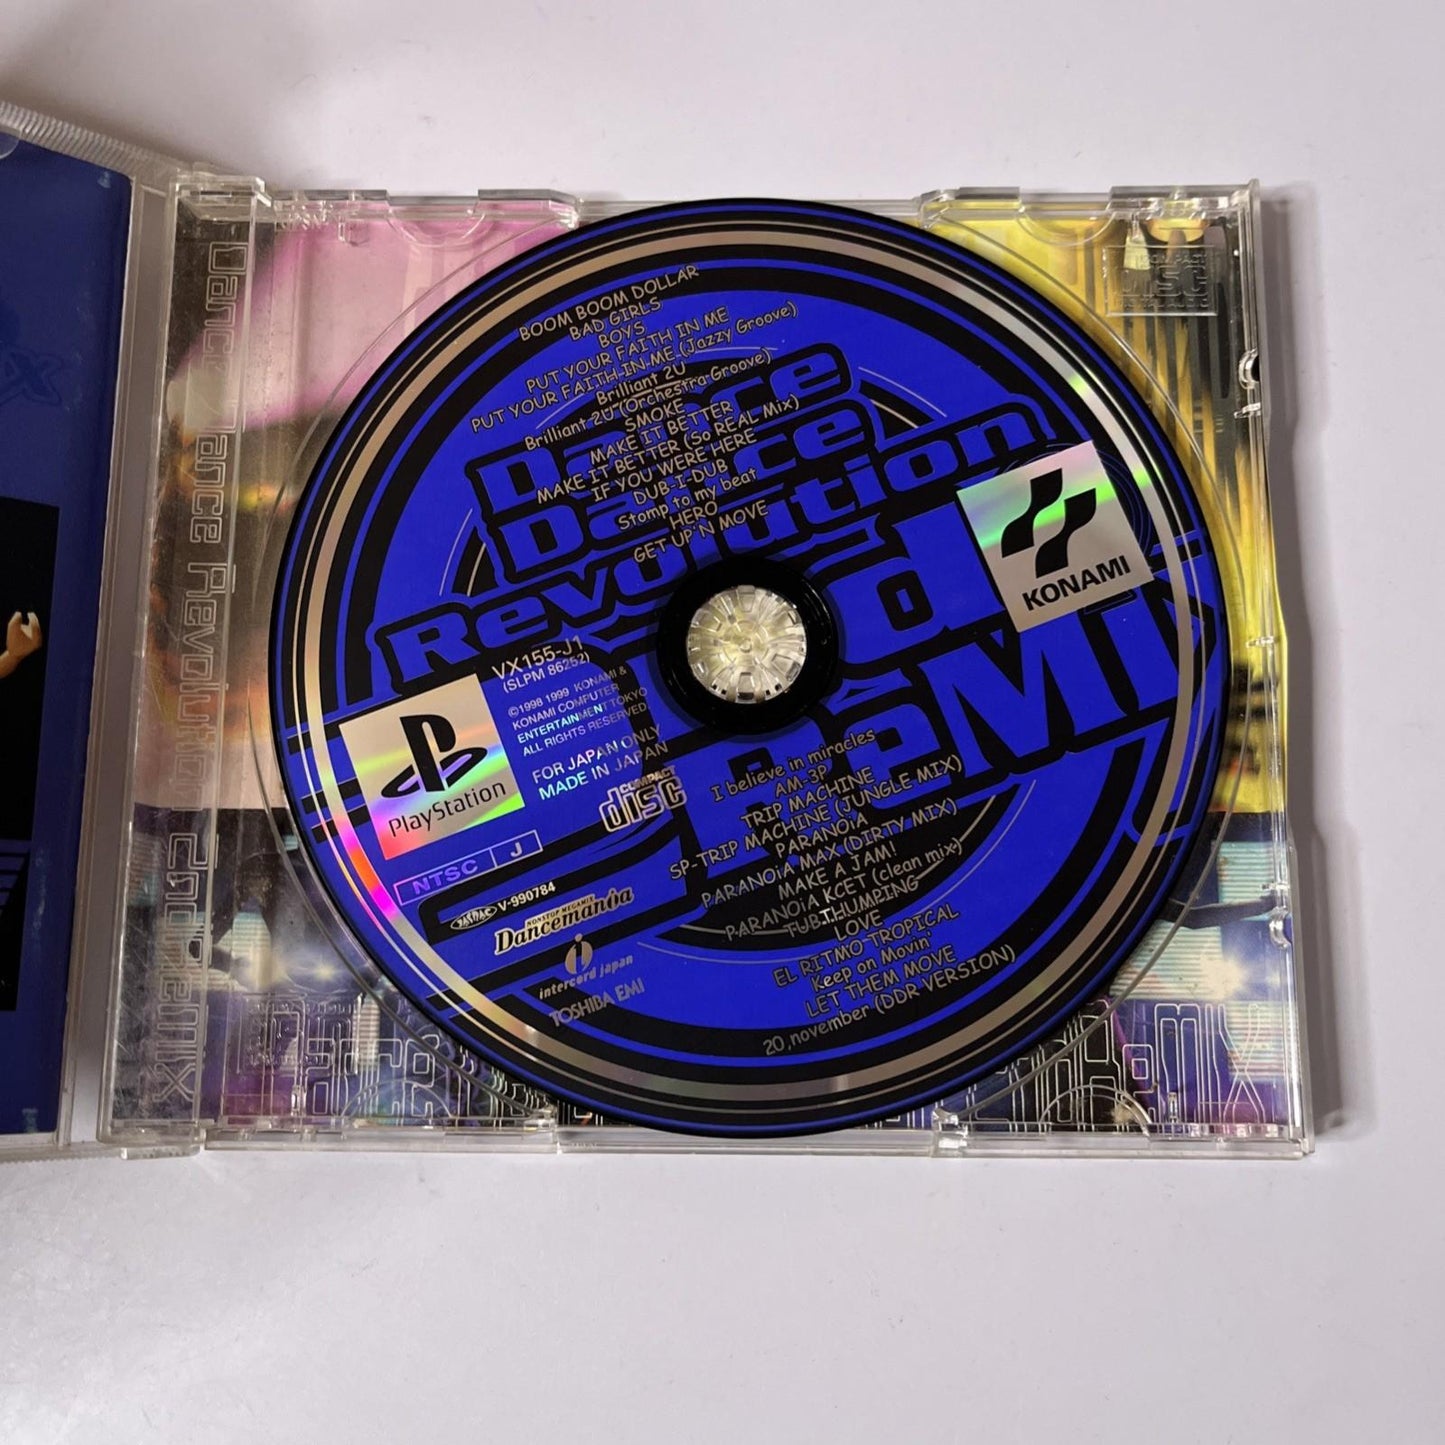 BOOM BOOM DOLLAR
BAD GIRLS
BOYS
PUT YOUR FAITH IN ME
PUT YOUR FAITH IN ME (Jazzy Groove)
Brilliant 2U
Brilliant 2U (Orchestra Groove)
SMOKE
MAKE IT BETTER
MAKE IT BETTER (So REAL Mix)
IF YOU WERE HERE
DUB-I-DUB
Stomp to my beat
HERO
GET UP'N MOVE
Dance
Dance
Revolution
2nd
ReMIX
KONAMI
VX155-J1
(SLPM 86252)
©1998 1999 KONAMI &
KONAMI COMPUTER
ENTERTAINMENT TOKYO
ALL RIGHTS RESERVED.
FOR JAPAN ONLY
MADE IN JAPAN
COMPACT
disc
PlayStation
NTSC J
V-990784
NONSTOP MEGAMIX
Dancemania
intercord japan
TOSHIBA EMI
I believe in miracles
AM-3P
TRIP MACHINE
SP-TRIP MACHINE (JUNGLE MIX)
PARANOiA
PARANOiA MAX (DIRTY MIX)
MAKE A JAM!
PARANOiA KCET (clean mix)
TUBTHUMPING
LOVE
EL RITMO TROPICAL
Keep on Movin'
LET THEM MOVE
20,november (DDR VERSION)
Dance Dance Revolution 2ndReMIX